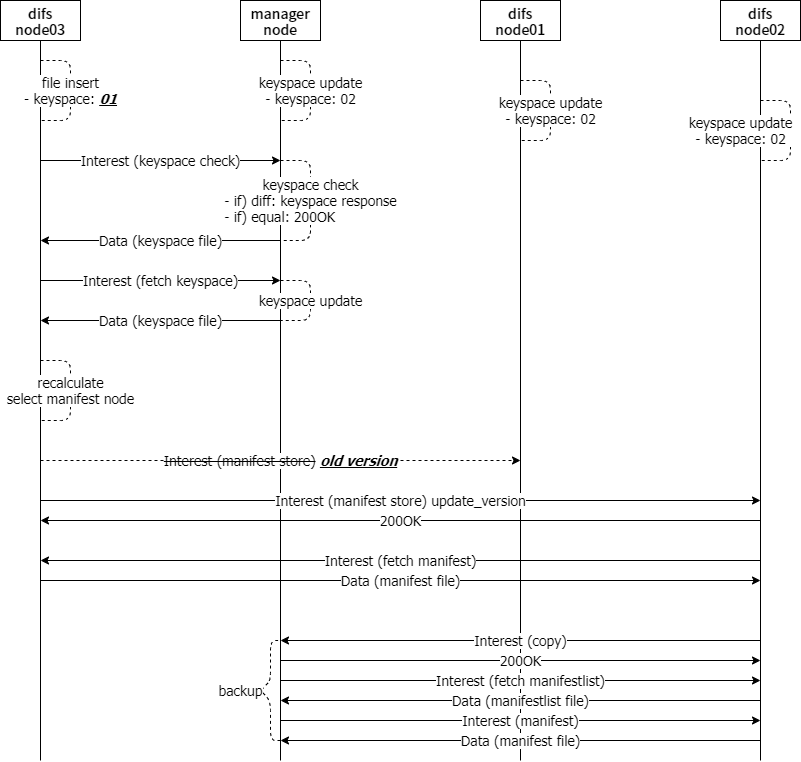 difs
node03
manager
node
difs
node01
difs
node02
file insert
- keyspace: 01
keyspace update
- keyspace: 02
keyspace update
- keyspace: 02
keyspace update
- keyspace: 02
Interest (keyspace check)
keyspace check
- if) diff: keyspace response
- if) equal: 200OK
Data (keyspace file)
Interest (fetch keyspace)
keyspace update
Data (keyspace file)
recalculate
select manifest node
Interest (manifest store) old version
Interest (manifest store) update_version
200OK
Interest (fetch manifest)
Data (manifest file)
Interest (copy)
200OK
Interest (fetch manifestlist)
backup
Data (manifestlist file)
Interest (manifest)
Data (manifest file)